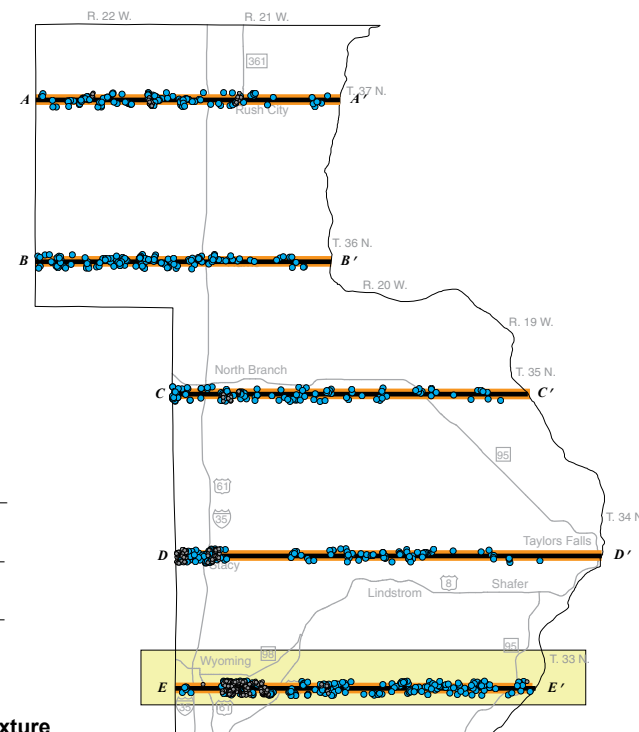 R. 22 W.
R. 21 W.
361
T. 37 N.
A
A′
Rush City
T. 36 N.
B
B′
R. 20 W.
R. 19 W.
North Branch
T. 35 N.
C
C′
95
61
35
T. 34 N
Taylors Falls
D
D′
Stacy
8
Shafer
Lindstrom
95
98
Wyoming
T. 33 N.
E
E′
35
61
xture